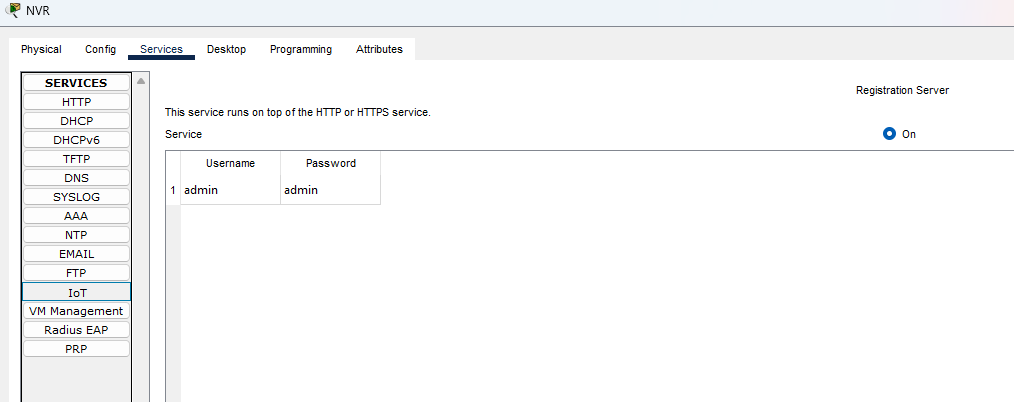 NVR
Physical Config Services Desktop Programming Attributes
SERVICES
HTTP
DHCP
DHCPv6
TFTP
DNS
SYSLOG
AAA
NTP
EMAIL
FTP
IoT
VM Management
Radius EAP
PRP
Registration Server
This service runs on top of the HTTP or HTTPS service.
Service On
Username Password
1 admin admin